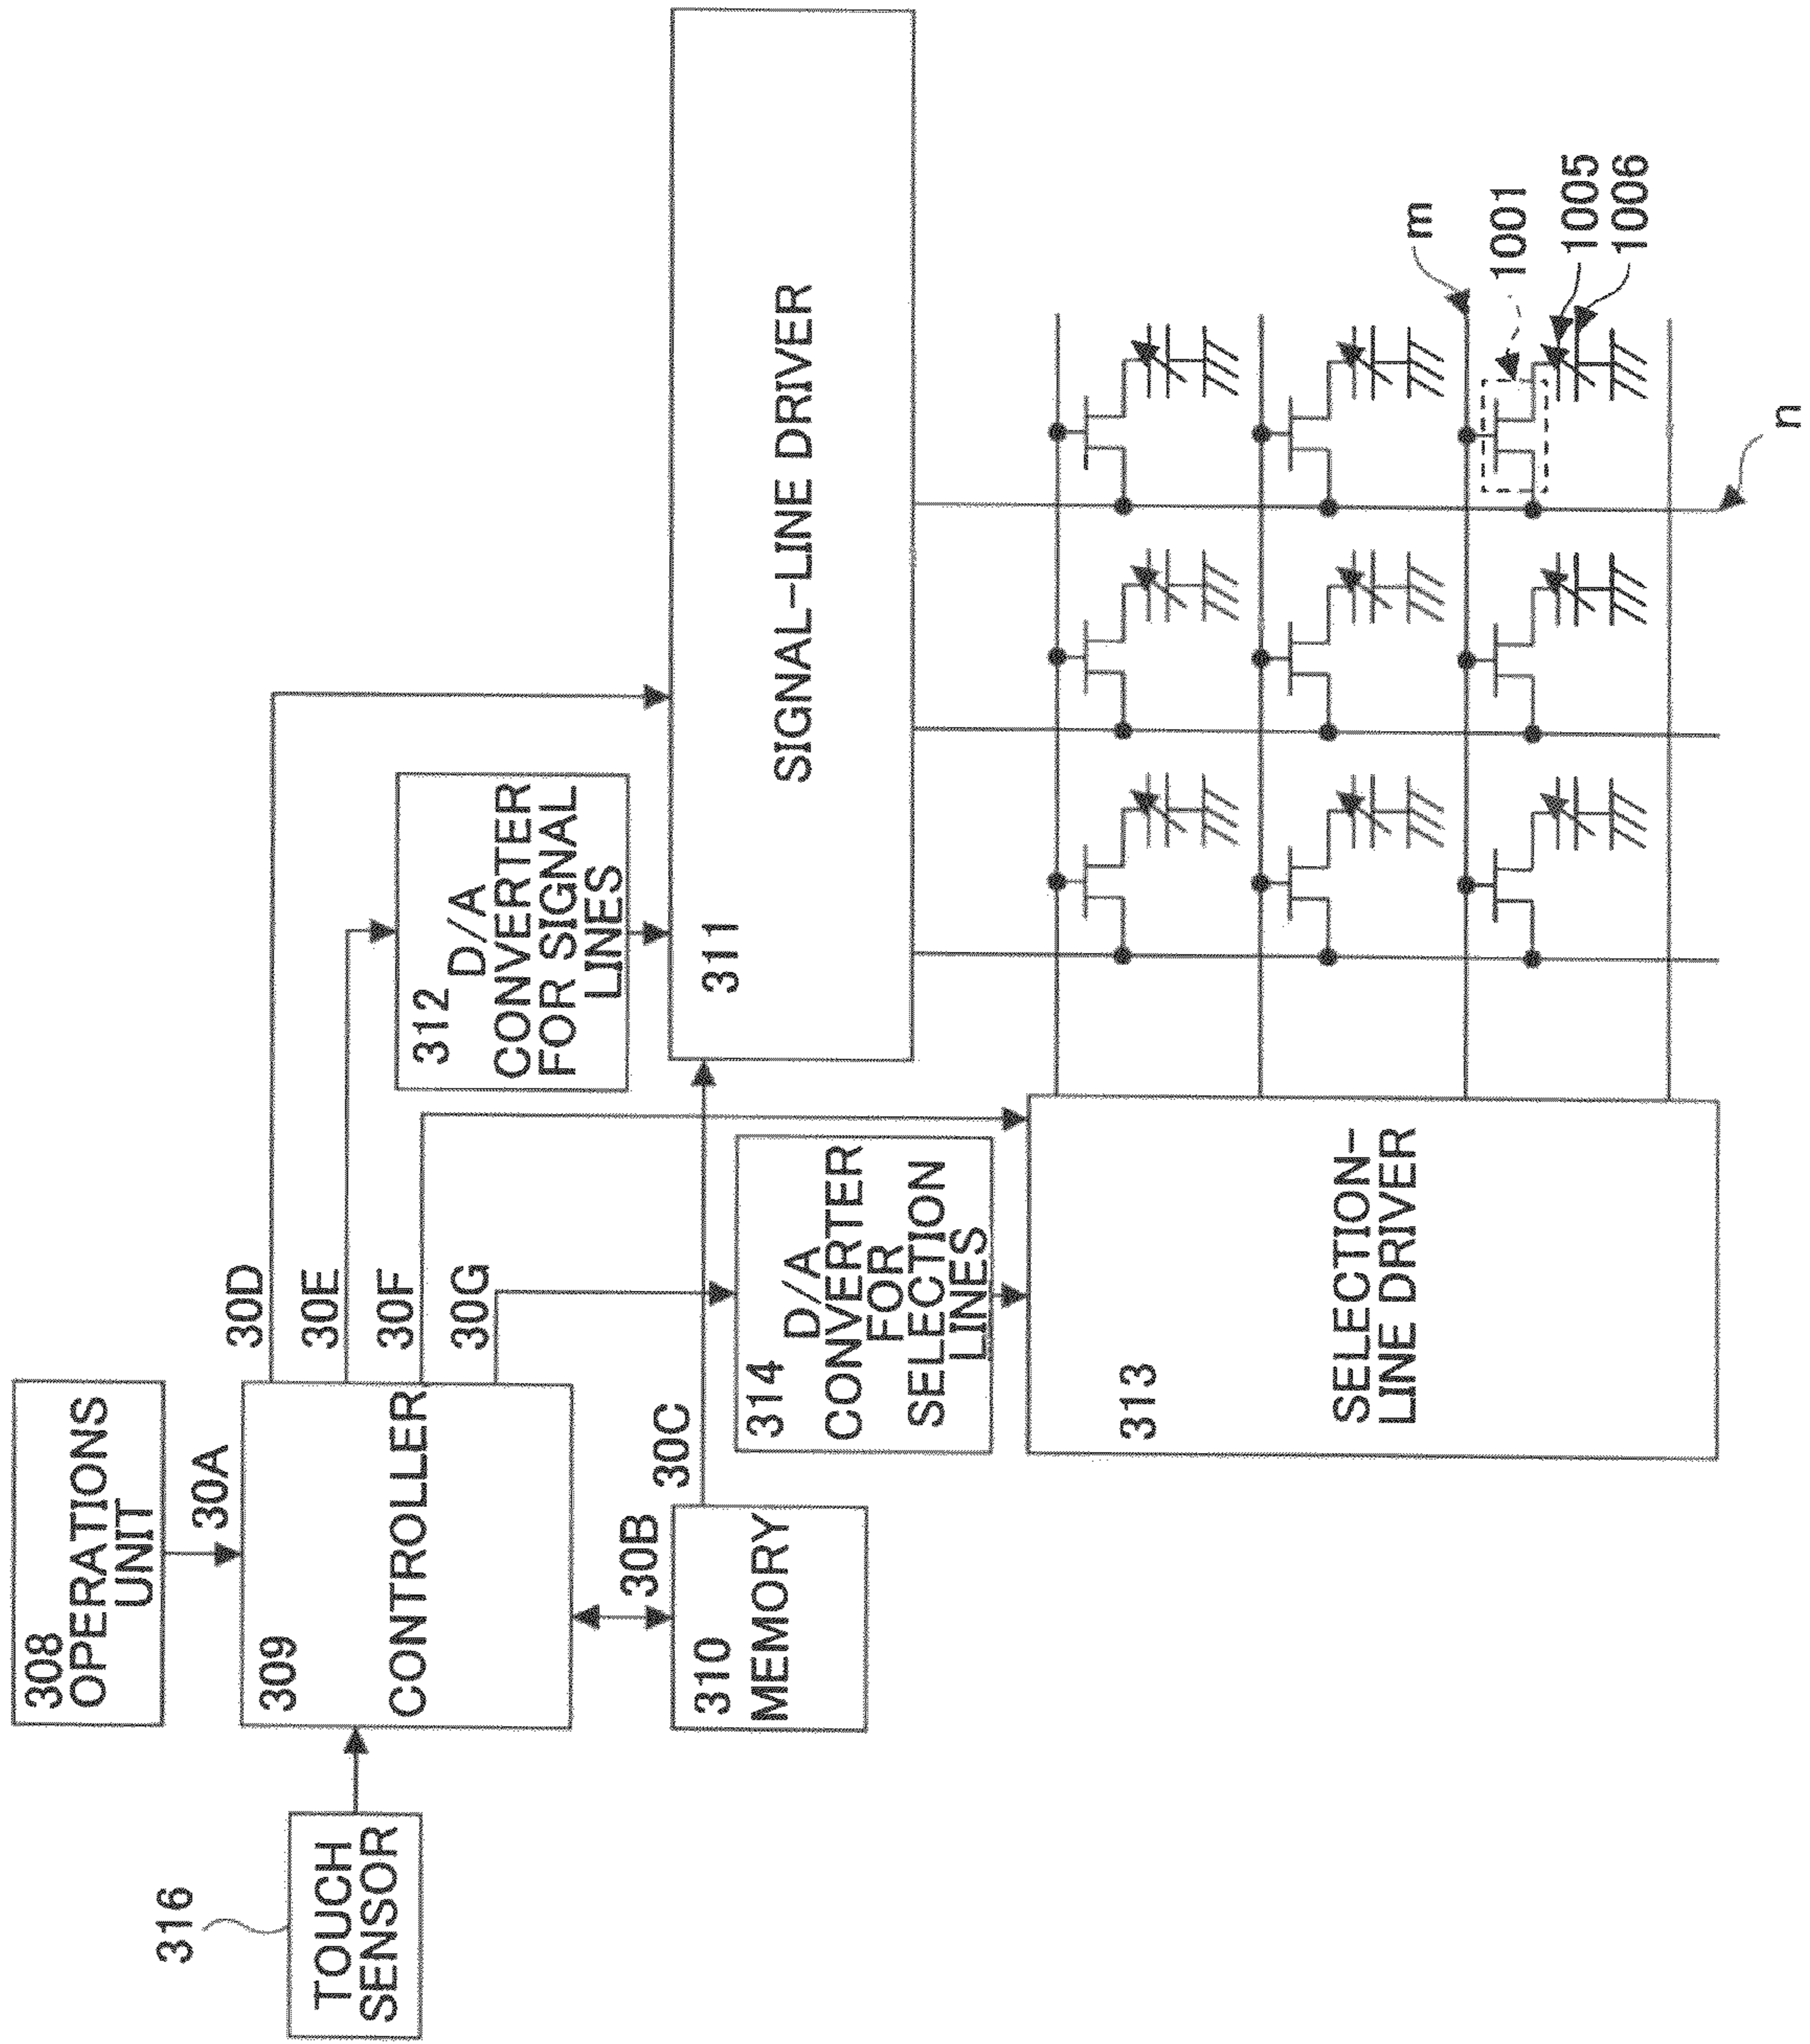 316
TOUCH
SENSOR
308
OPERATIONS
UNIT
30A
309
CONTROLLER
30B
310
MEMORY
30C
30D
30E
30F
30G
312
D/A
CONVERTER
FOR SIGNAL
LINES
314
D/A
CONVERTER
FOR
SELECTION
LINES
311
SIGNAL-LINE DRIVER
313
SELECTION-
LINE DRIVER
m
1001
1005
1006
n